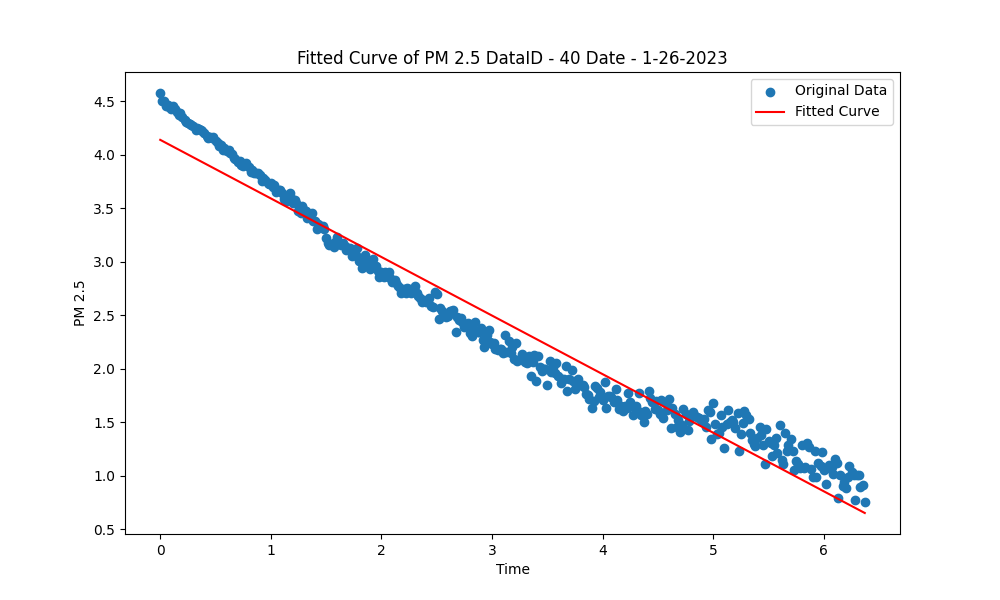 Fitted Curve of PM 2.5 DataID - 40 Date - 1-26-2023
Original Data
Fitted Curve
4.5
4.0
3.5
3.0
2.5
2.0
1.5
1.0
0.5
PM 2.5
0 1 2 3 4 5 6
Time